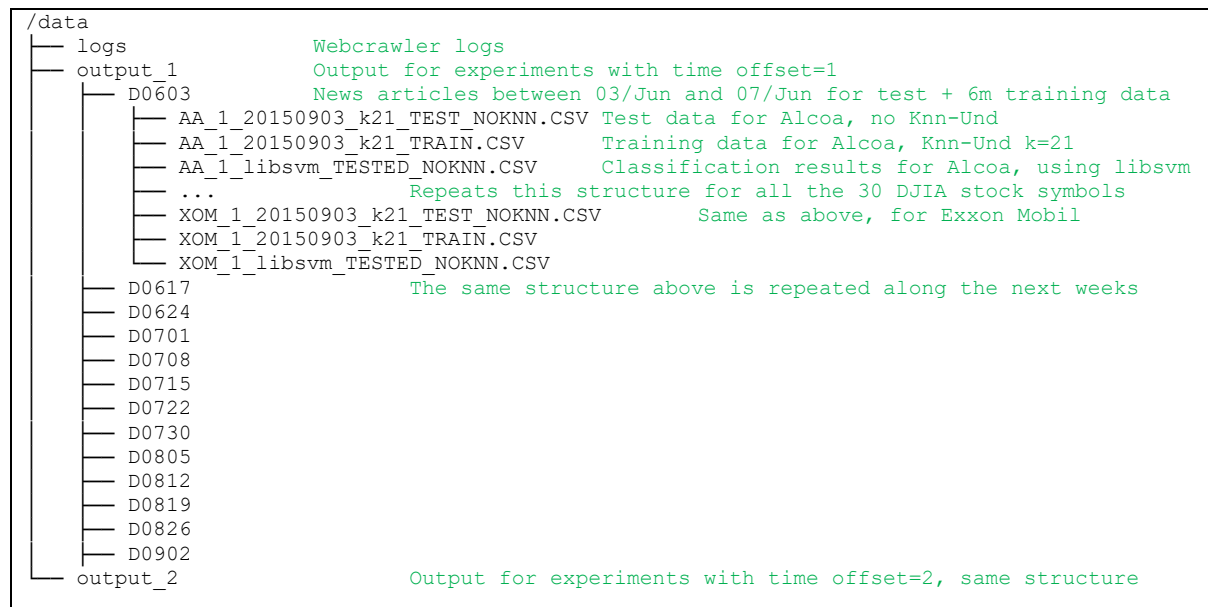 /data
├── logs Webcrawler logs
├── output_1 Output for experiments with time offset=1
│ ├── D0603 News articles between 03/Jun and 07/Jun for test + 6m training data
│ │ ├── AA_1_20150903_k21_TEST_NOKNN.CSV Test data for Alcoa, no Knn-Und
│ │ ├── AA_1_20150903_k21_TRAIN.CSV Training data for Alcoa, Knn-Und k=21
│ │ ├── AA_1_libsvm_TESTED_NOKNN.CSV Classification results for Alcoa, using libsvm
│ │ ├── ... Repeats this structure for all the 30 DJIA stock symbols
│ │ ├── XOM_1_20150903_k21_TEST_NOKNN.CSV Same as above, for Exxon Mobil
│ │ ├── XOM_1_20150903_k21_TRAIN.CSV
│ │ └── XOM_1_libsvm_TESTED_NOKNN.CSV
│ ├── D0617 The same structure above is repeated along the next weeks
│ ├── D0624
│ ├── D0701
│ ├── D0708
│ ├── D0715
│ ├── D0722
│ ├── D0730
│ ├── D0805
│ ├── D0812
│ ├── D0819
│ ├── D0826
│ ├── D0902
└── output_2 Output for experiments with time offset=2, same structure